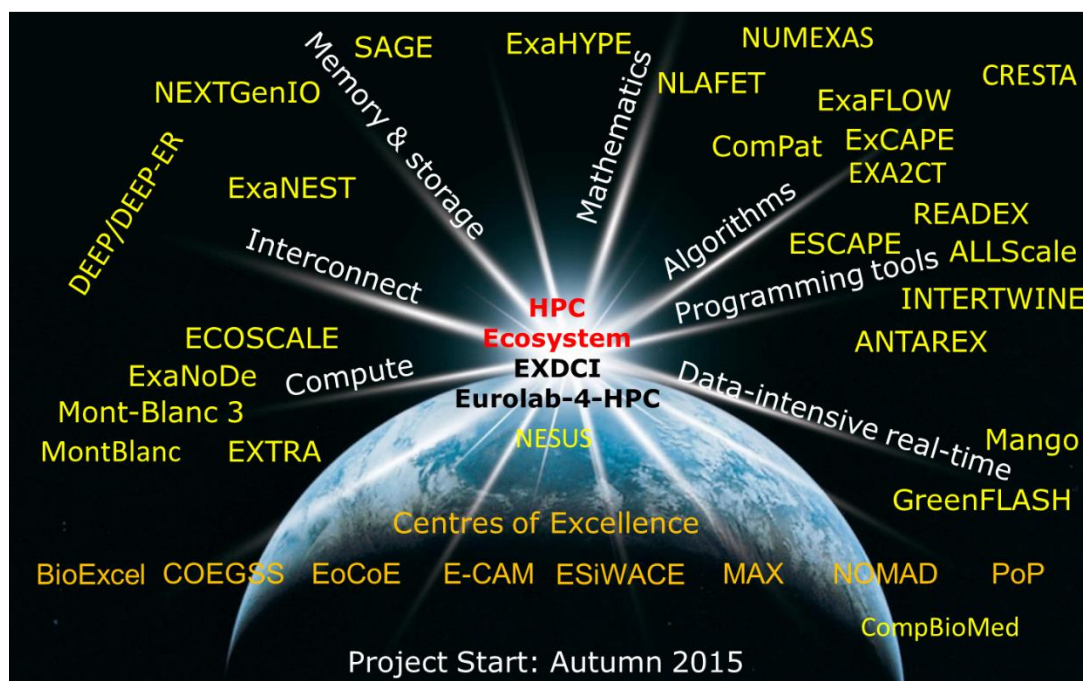 SAGE
ExaHYPE
NUMEXAS
NEXTGenIO
Memory & storage
Mathematics
NLAFET
CRESTA
ExaFLOW
ComPat
ExCAPE
EXA2CT
DEEP/DEEP-ER
ExaNEST
Interconnect
Algorithms
READEX
ESCAPE
ALLScale
Programming tools
INTERTWINE
HPC
Ecosystem
EXDCI
Eurolab-4-HPC
ECOSCALE
ANTAREX
ExaNoDe
Compute
Data-intensive real-time
Mont-Blanc 3
MontBlanc
EXTRA
NESUS
Mango
GreenFLASH
Centres of Excellence
BioExcel COEGSS EoCoE E-CAM ESiWACE MAX NOMAD PoP
CompBioMed
Project Start: Autumn 2015